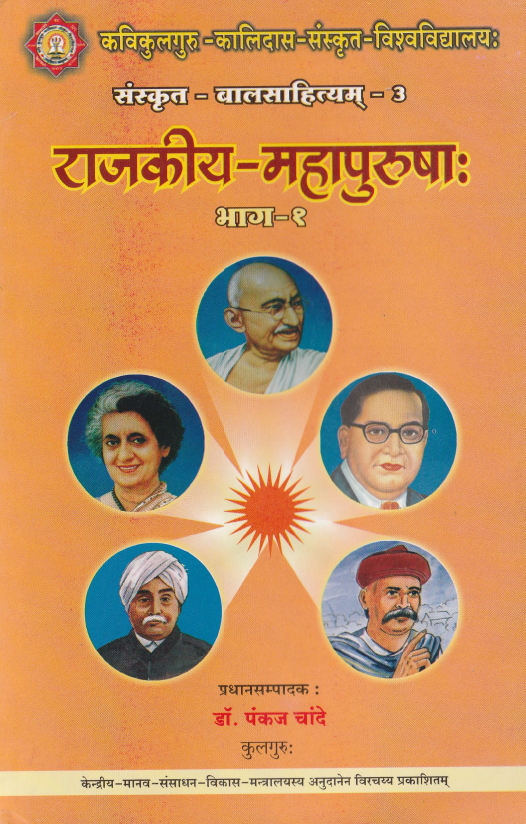 कविकुलगुरु-कालिदास-संस्कृत-विश्वविद्यालय:
संस्कृत - बालसाहित्यम् - 3
राजकीय-महापुरुषा:
भाग-१
प्रधानसम्पादक :
डॉ. पंकज चांदे
कुलगुरु:
केन्द्रीय-मानव-संसाधन-विकास-मन्त्रालयस्य अनुदानेन विरचय्य प्रकाशितम्